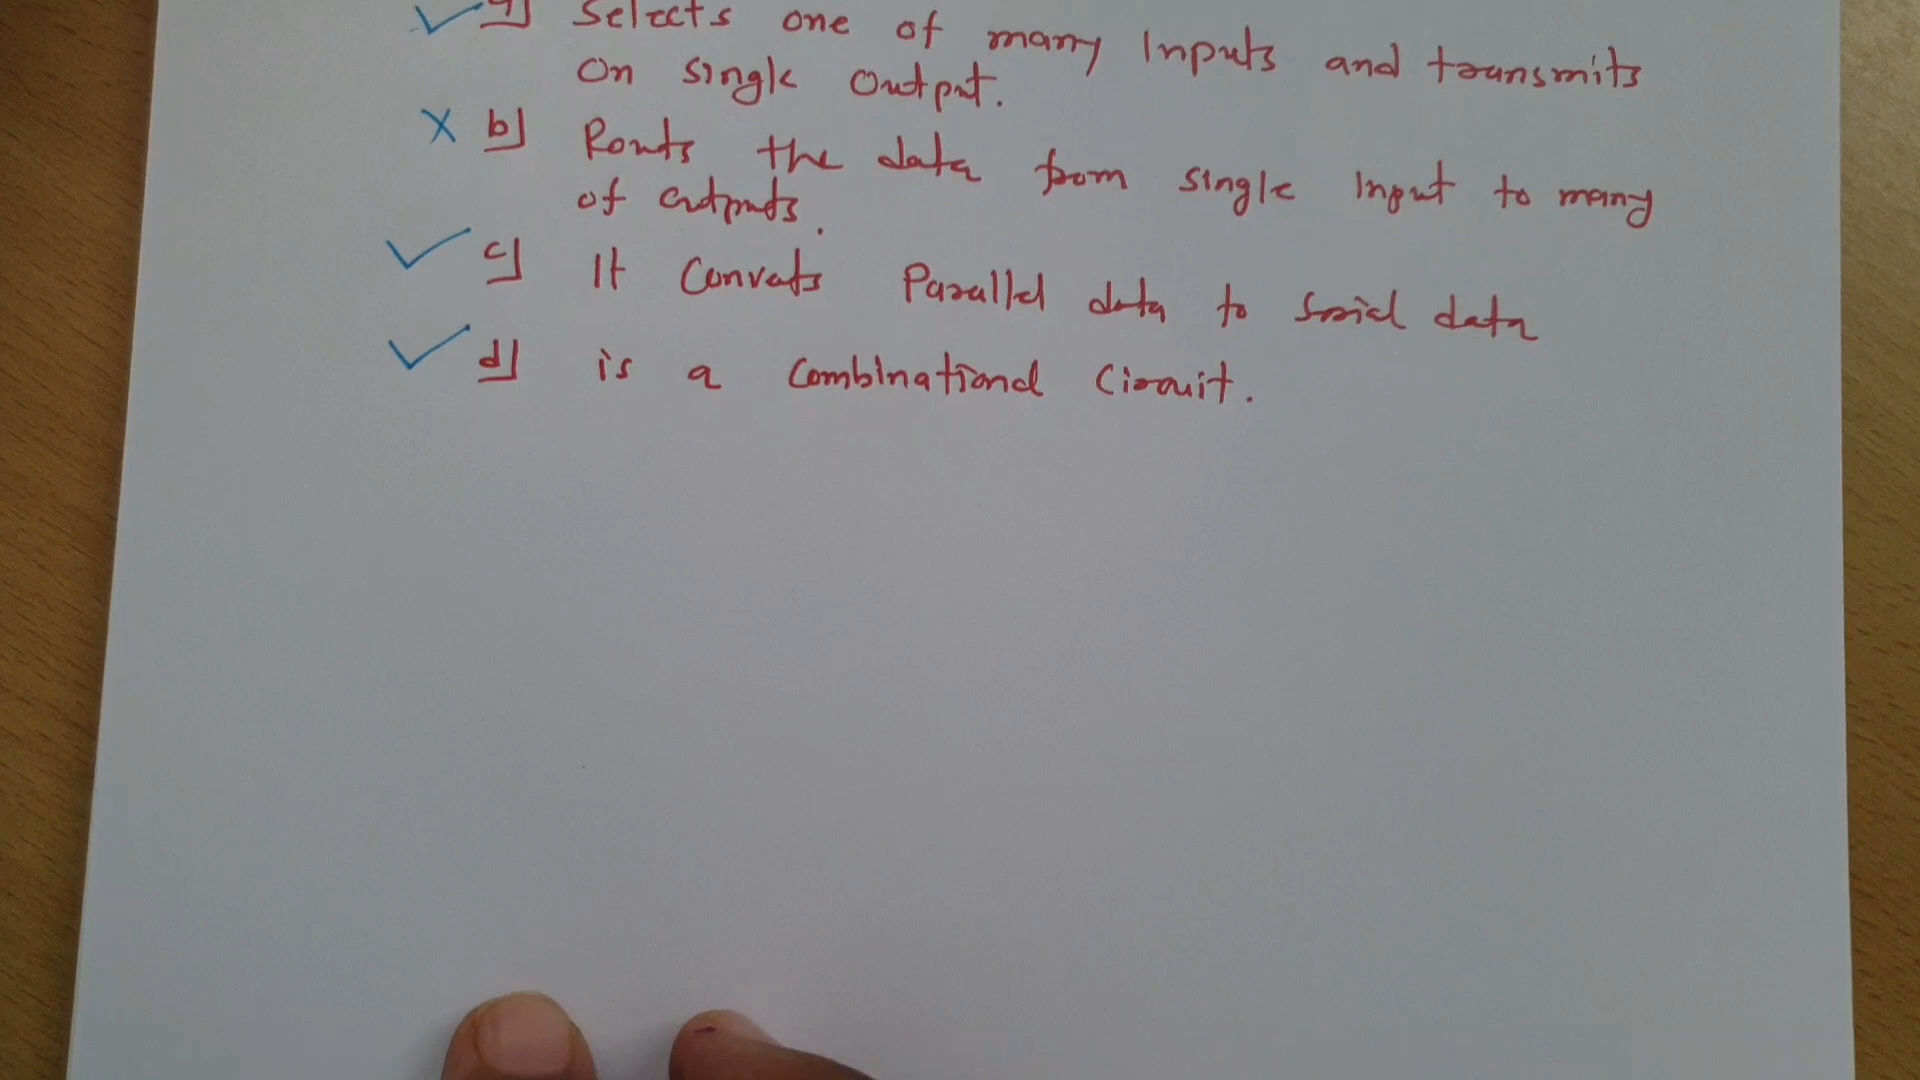 a] Selects one of many Inputs and transmits
on single output.
x b] Routs the data from single Input to many
of outputs.
c] It Converts Parallel data to Serial data
d] is a Combinational Circuit.